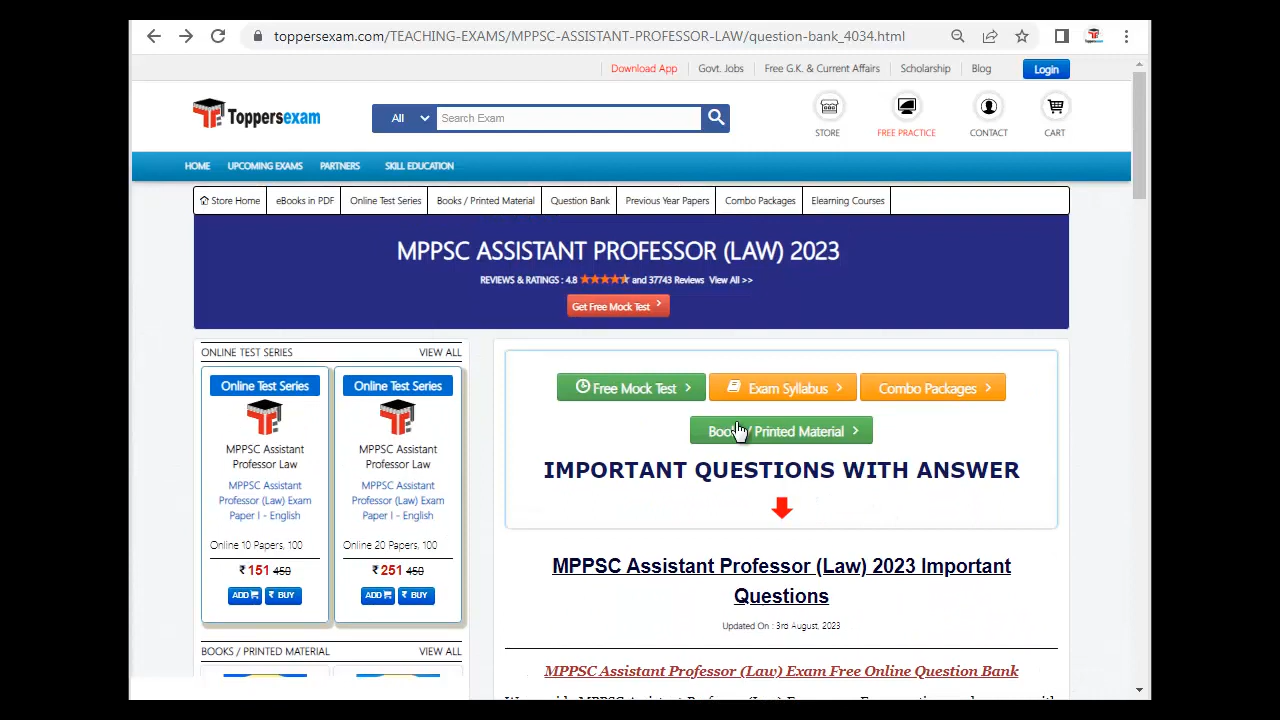 toppersexam.com/TEACHING-EXAMS/MPPSC-ASSISTANT-PROFESSOR-LAW/question-bank_4034.html
Download App Govt. Jobs Free G.K. & Current Affairs Scholarship Blog Login
Toppersexam
All Search Exam
STORE FREE PRACTICE CONTACT CART
HOME UPCOMING EXAMS PARTNERS SKILL EDUCATION
Store Home eBooks in PDF Online Test Series Books / Printed Material Question Bank Previous Year Papers Combo Packages Elearning Courses
MPPSC ASSISTANT PROFESSOR (LAW) 2023
REVIEWS & RATINGS : 4.8 and 37743 Reviews View All >>
Get Free Mock Test
ONLINE TEST SERIES VIEW ALL
Online Test Series
MPPSC Assistant
Professor Law
MPPSC Assistant
Professor (Law) Exam
Paper I - English
Online 10 Papers, 100
₹ 151 450
ADD ₹ BUY
Online Test Series
MPPSC Assistant
Professor Law
MPPSC Assistant
Professor (Law) Exam
Paper I - English
Online 20 Papers, 100
₹ 251 450
ADD ₹ BUY
BOOKS / PRINTED MATERIAL VIEW ALL
Free Mock Test Exam Syllabus Combo Packages
Books / Printed Material
IMPORTANT QUESTIONS WITH ANSWER
MPPSC Assistant Professor (Law) 2023 Important
Questions
Updated On : 3rd August, 2023
MPPSC Assistant Professor (Law) Exam Free Online Question Bank